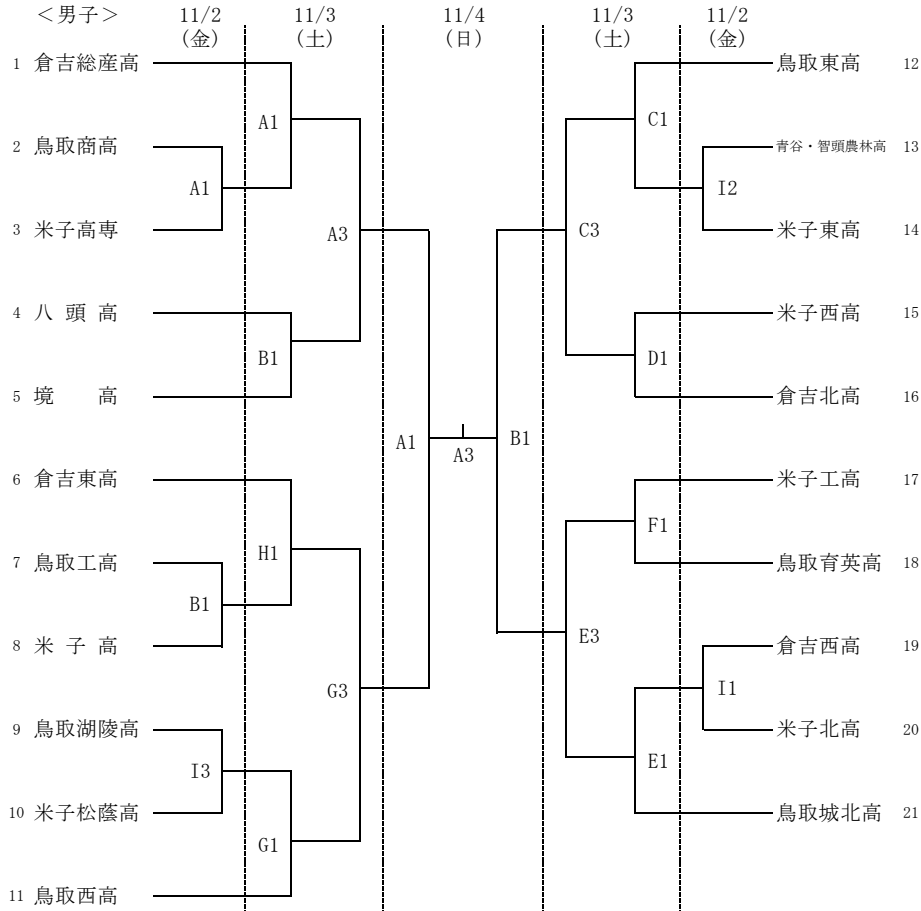 ＜男子＞ 11/2 11/3 11/4 11/3 11/2
(金) (土) (日) (土) (金)
1 倉吉総産高 鳥取東高 12
A1 C1
2 鳥取商高 青谷・智頭農林高 13
A1 I2
3 米子高専 A3 C3 米子東高 14
4 八 頭 高 米子西高 15
B1 D1
5 境 高 倉吉北高 16
A1 A3 B1
6 倉吉東高 米子工高 17
H1 F1
7 鳥取工高 鳥取育英高 18
B1
8 米 子 高 E3 倉吉西高 19
G3 I1
9 鳥取湖陵高 米子北高 20
I3 E1
10 米子松蔭高 鳥取城北高 21
G1
11 鳥取西高